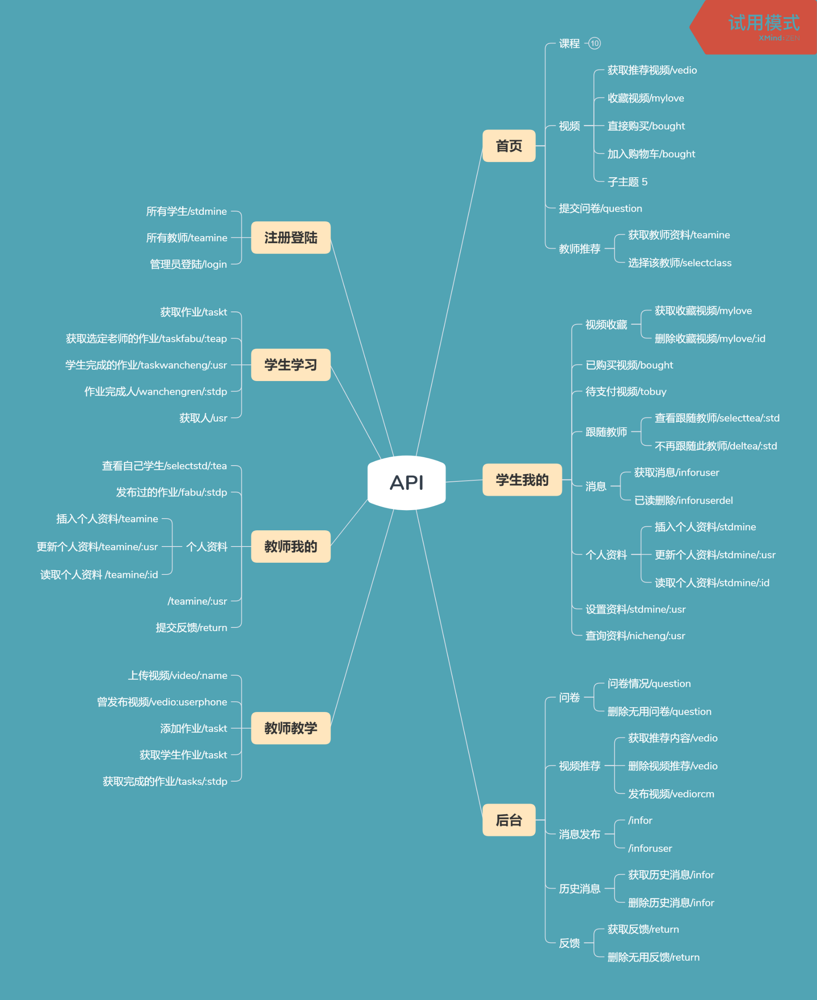 试用模式
XMind:ZEN
API
首页
课程
10
视频
获取推荐视频/vedio
收藏视频/mylove
直接购买/bought
加入购物车/bought
子主题 5
提交问卷/question
教师推荐
获取教师资料/teamine
选择该教师/selectclass
学生我的
视频收藏
获取收藏视频/mylove
删除收藏视频/mylove/:id
已购买视频/bought
待支付视频/tobuy
跟随教师
查看跟随教师/selecttea/:std
不再跟随此教师/deltea/:std
消息
获取消息/inforuser
已读删除/inforuserdel
个人资料
插入个人资料/stdmine
更新个人资料/stdmine/:usr
读取个人资料/stdmine/:id
设置资料/stdmine/:usr
查询资料/nicheng/:usr
后台
问卷
问卷情况/question
删除无用问卷/question
视频推荐
获取推荐内容/vedio
删除视频推荐/vedio
发布视频/vediorcm
消息发布
/infor
/inforuser
历史消息
获取历史消息/infor
删除历史消息/infor
反馈
获取反馈/return
删除无用反馈/return
注册登陆
所有学生/stdmine
所有教师/teamine
管理员登陆/login
学生学习
获取作业/taskt
获取选定老师的作业/taskfabu/:teap
学生完成的作业/taskwancheng/:usr
作业完成人/wanchengren/:stdp
获取人/usr
教师我的
查看自己学生/selectstd/:tea
发布过的作业/fabu/:stdp
个人资料
插入个人资料/teamine
更新个人资料/teamine/:usr
读取个人资料 /teamine/:id
/teamine/:usr
提交反馈/return
教师教学
上传视频/video/:name
曾发布视频/vedio:userphone
添加作业/taskt
获取学生作业/taskt
获取完成的作业/tasks/:stdp